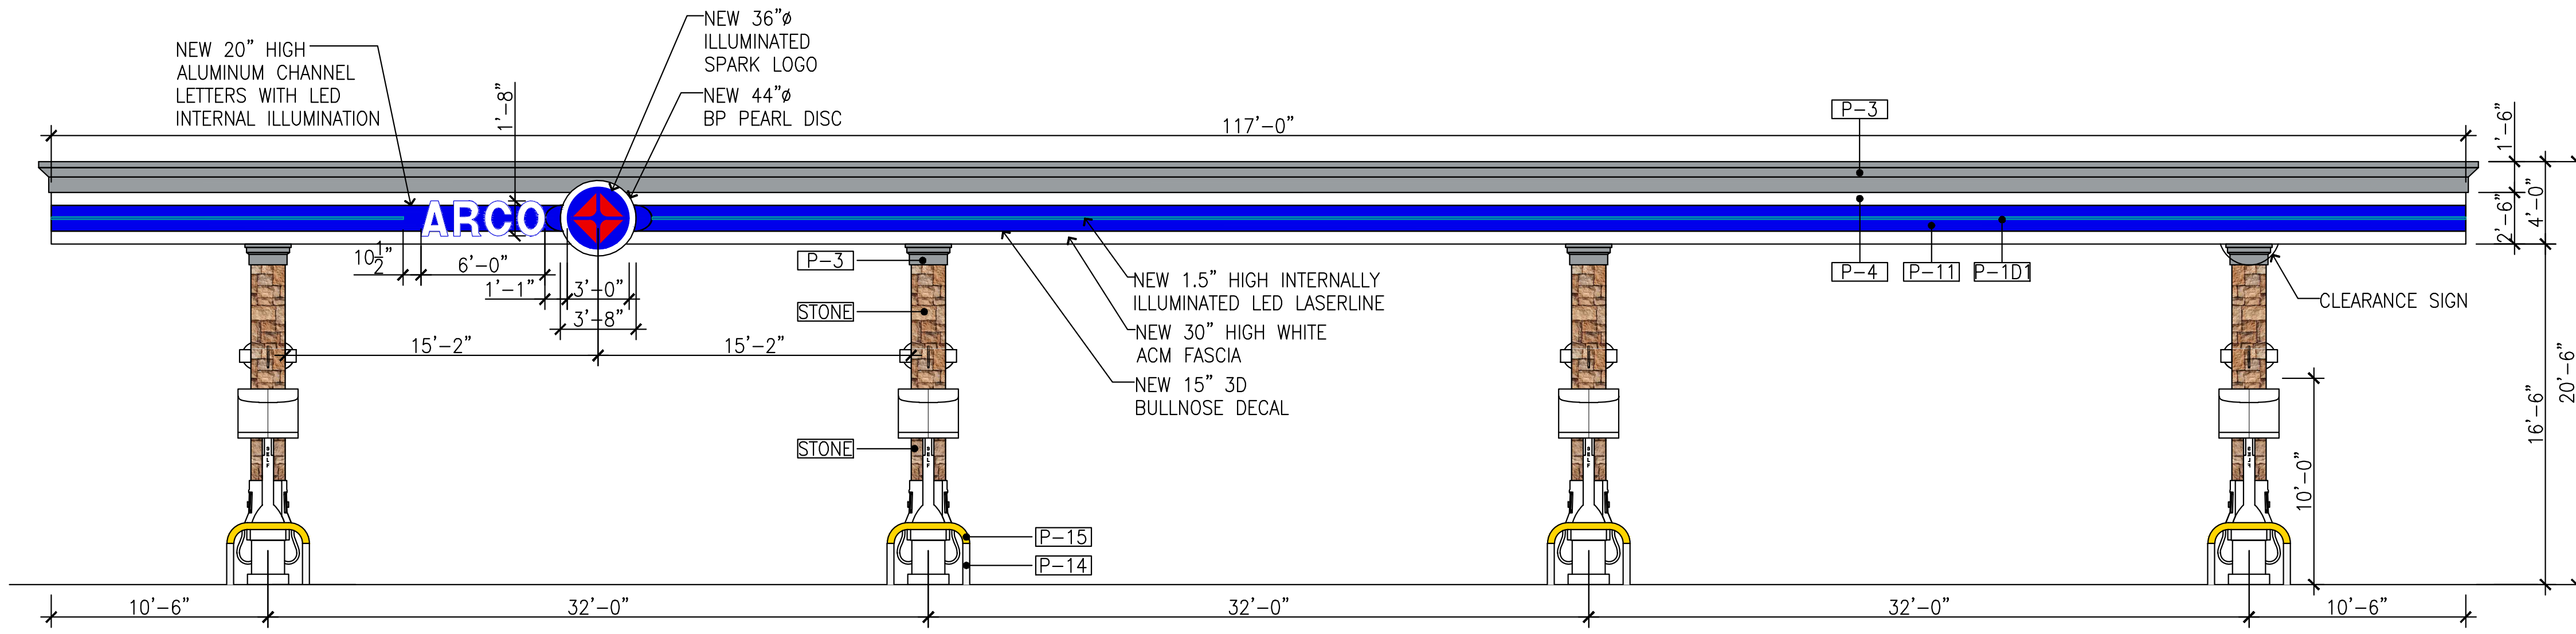 NEW 20” HIGH
ALUMINUM CHANNEL
LETTERS WITH LED
INTERNAL ILLUMINATION
1’-8”
NEW 36”ø
ILLUMINATED
SPARK LOGO
NEW 44”ø
BP PEARL DISC
117’-0”
P-3
1’-6”
2’-6”
4’-0”
ARCO
10½”
6’-0”
1’-1”
3’-0”
3’-8”
15’-2”
15’-2”
P-3
STONE
STONE
NEW 1.5” HIGH INTERNALLY
ILLUMINATED LED LASERLINE
NEW 30” HIGH WHITE
ACM FASCIA
NEW 15” 3D
BULLNOSE DECAL
P-4
P-11
P-1D1
CLEARANCE SIGN
SELF
SELF
SELF
SELF
10’-0”
16’-6”
20’-6”
P-15
P-14
10’-6”
32’-0”
32’-0”
32’-0”
10’-6”